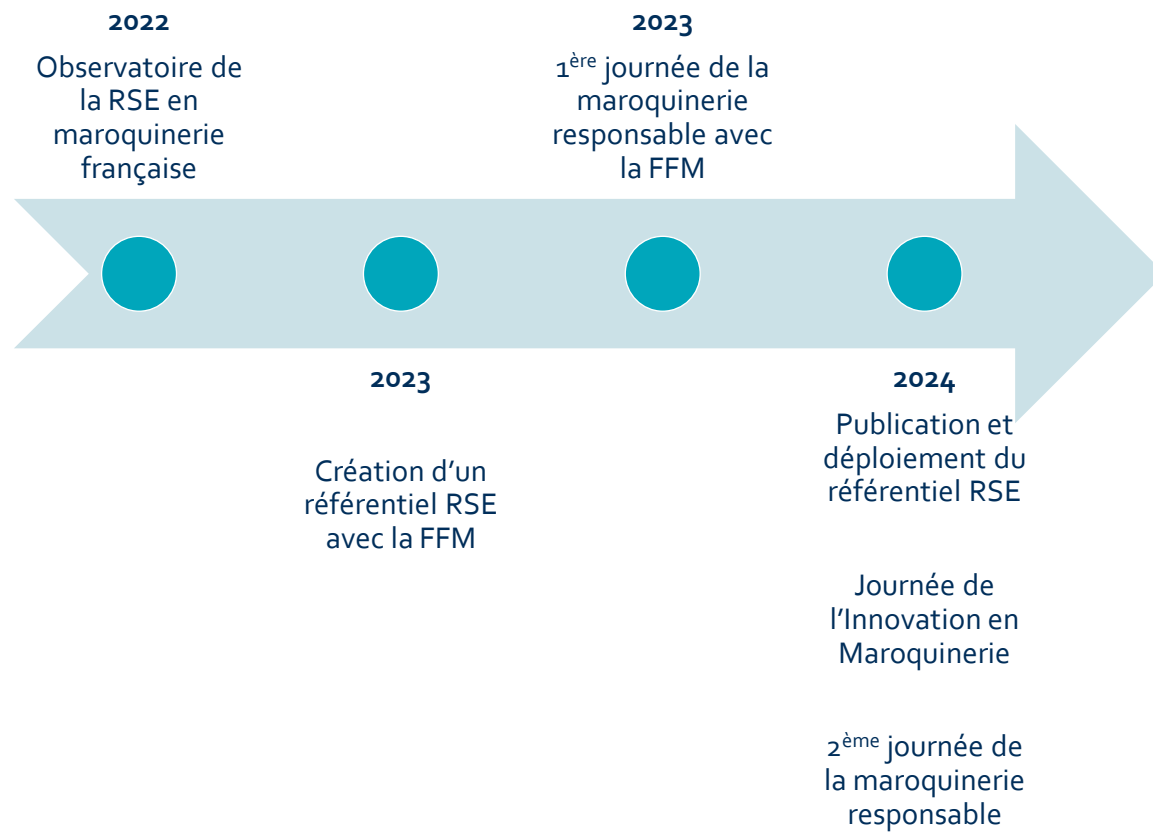 2022
Observatoire de
la RSE en
maroquinerie
française
2023
Création d'un
référentiel RSE
avec la FFM
2023
1ère journée de la
maroquinerie
responsable avec
la FFM
2024
Publication et
déploiement du
référentiel RSE
Journée de
l'Innovation en
Maroquinerie
2ème journée de
la maroquinerie
responsable